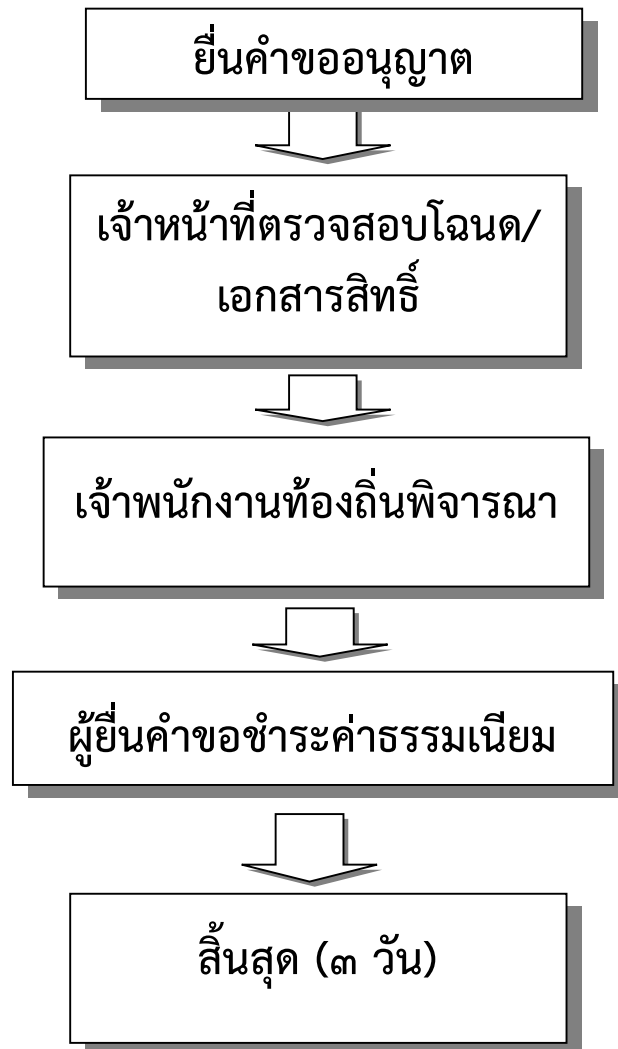 ยื่นคำขออนุญาต
เจ้าหน้าที่ตรวจสอบโฉนด/
เอกสารสิทธิ์
เจ้าพนักงานท้องถิ่นพิจารณา
ผู้ยื่นคำขอชำระค่าธรรมเนียม
สิ้นสุด (๓ วัน)